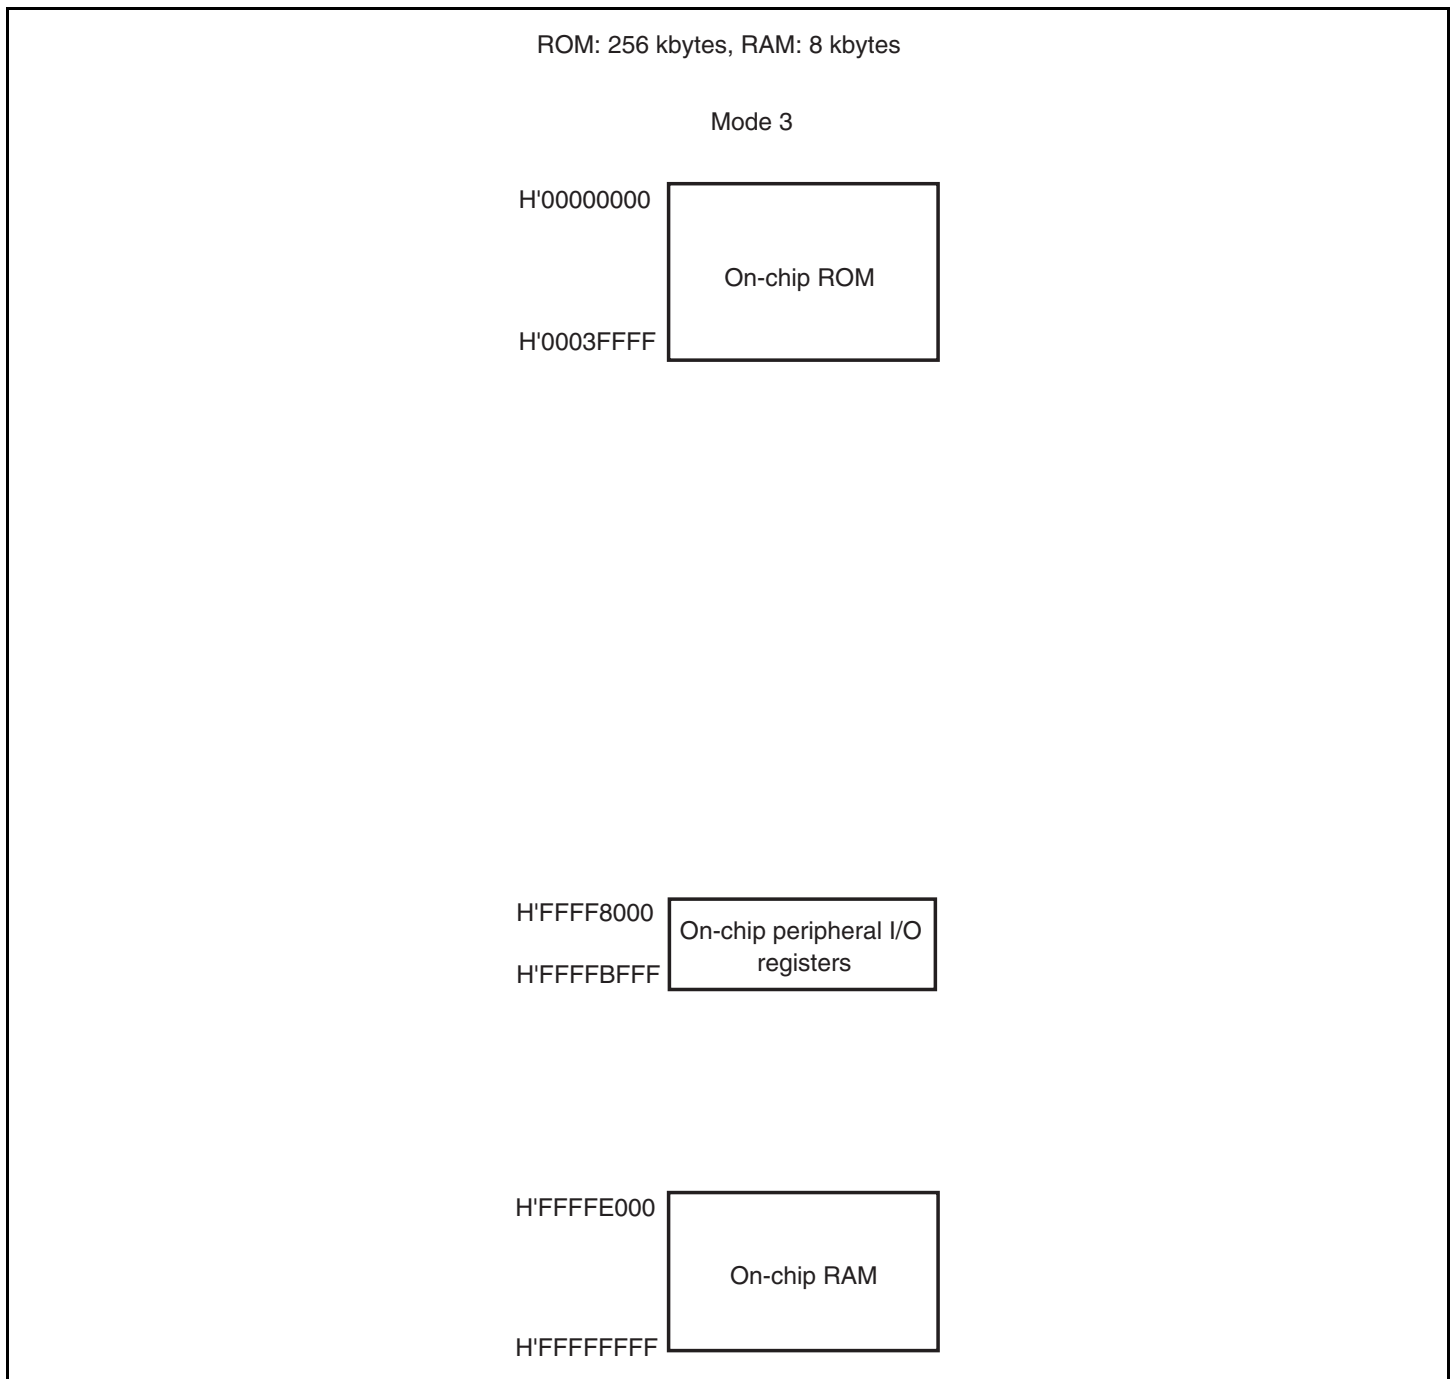 ROM: 256 kbytes, RAM: 8 kbytes
Mode 3
H'00000000
On-chip ROM
H'0003FFFF
H'FFFF8000
On-chip peripheral I/O
registers
H'FFFFBFFF
H'FFFFE000
On-chip RAM
H'FFFFFFFF